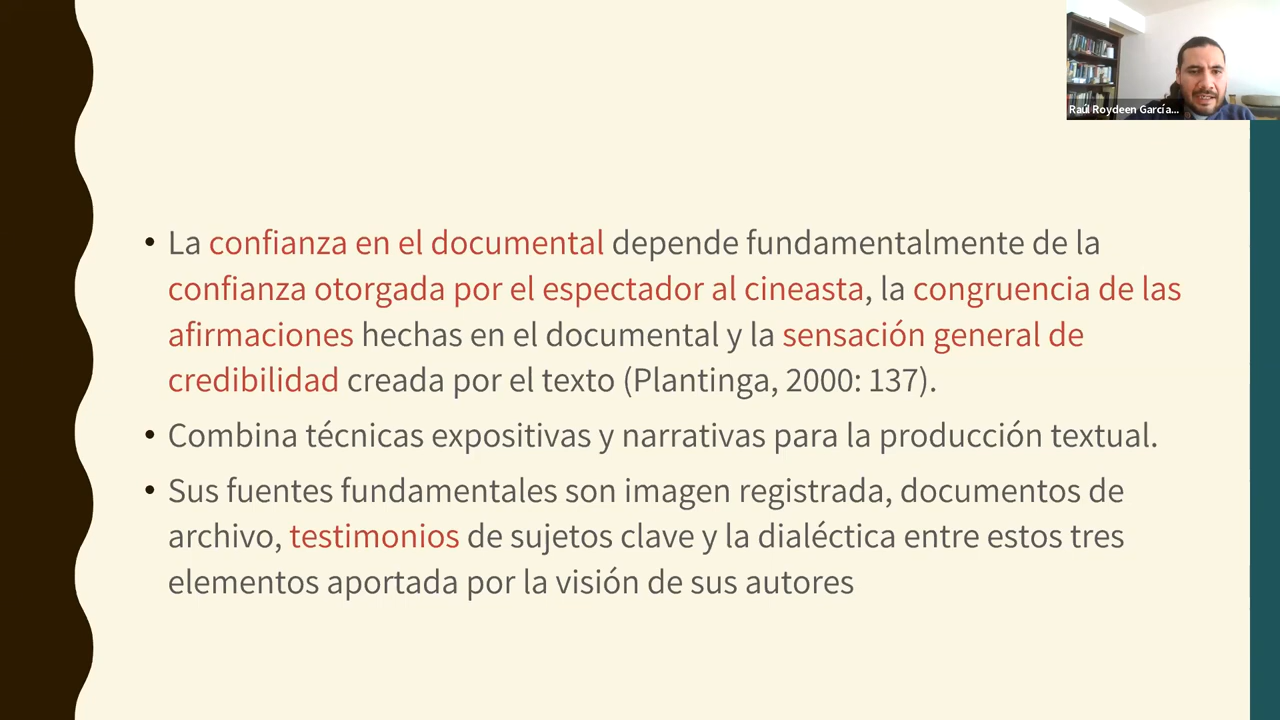 Raúl Roydeen García...
• La confianza en el documental depende fundamentalmente de la
confianza otorgada por el espectador al cineasta, la congruencia de las
afirmaciones hechas en el documental y la sensación general de
credibilidad creada por el texto (Plantinga, 2000: 137).
• Combina técnicas expositivas y narrativas para la producción textual.
• Sus fuentes fundamentales son imagen registrada, documentos de
archivo, testimonios de sujetos clave y la dialéctica entre estos tres
elementos aportada por la visión de sus autores